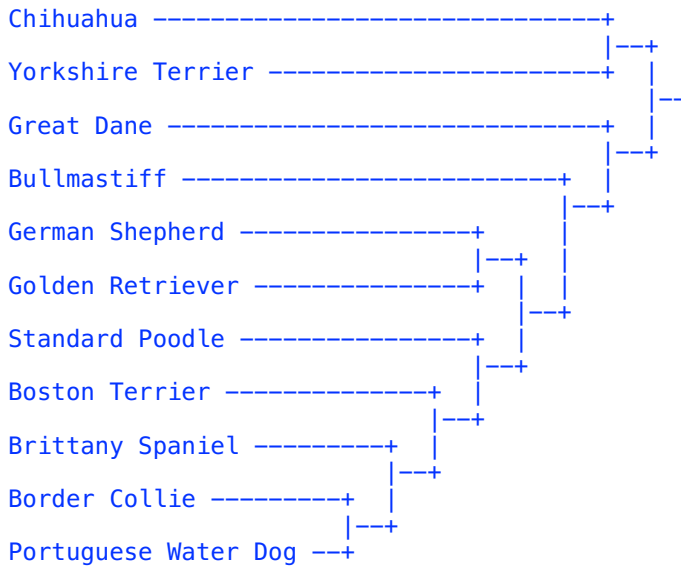 Chihuahua
Yorkshire Terrier
Great Dane
Bullmastiff
German Shepherd
Golden Retriever
Standard Poodle
Boston Terrier
Brittany Spaniel
Border Collie
Portuguese Water Dog